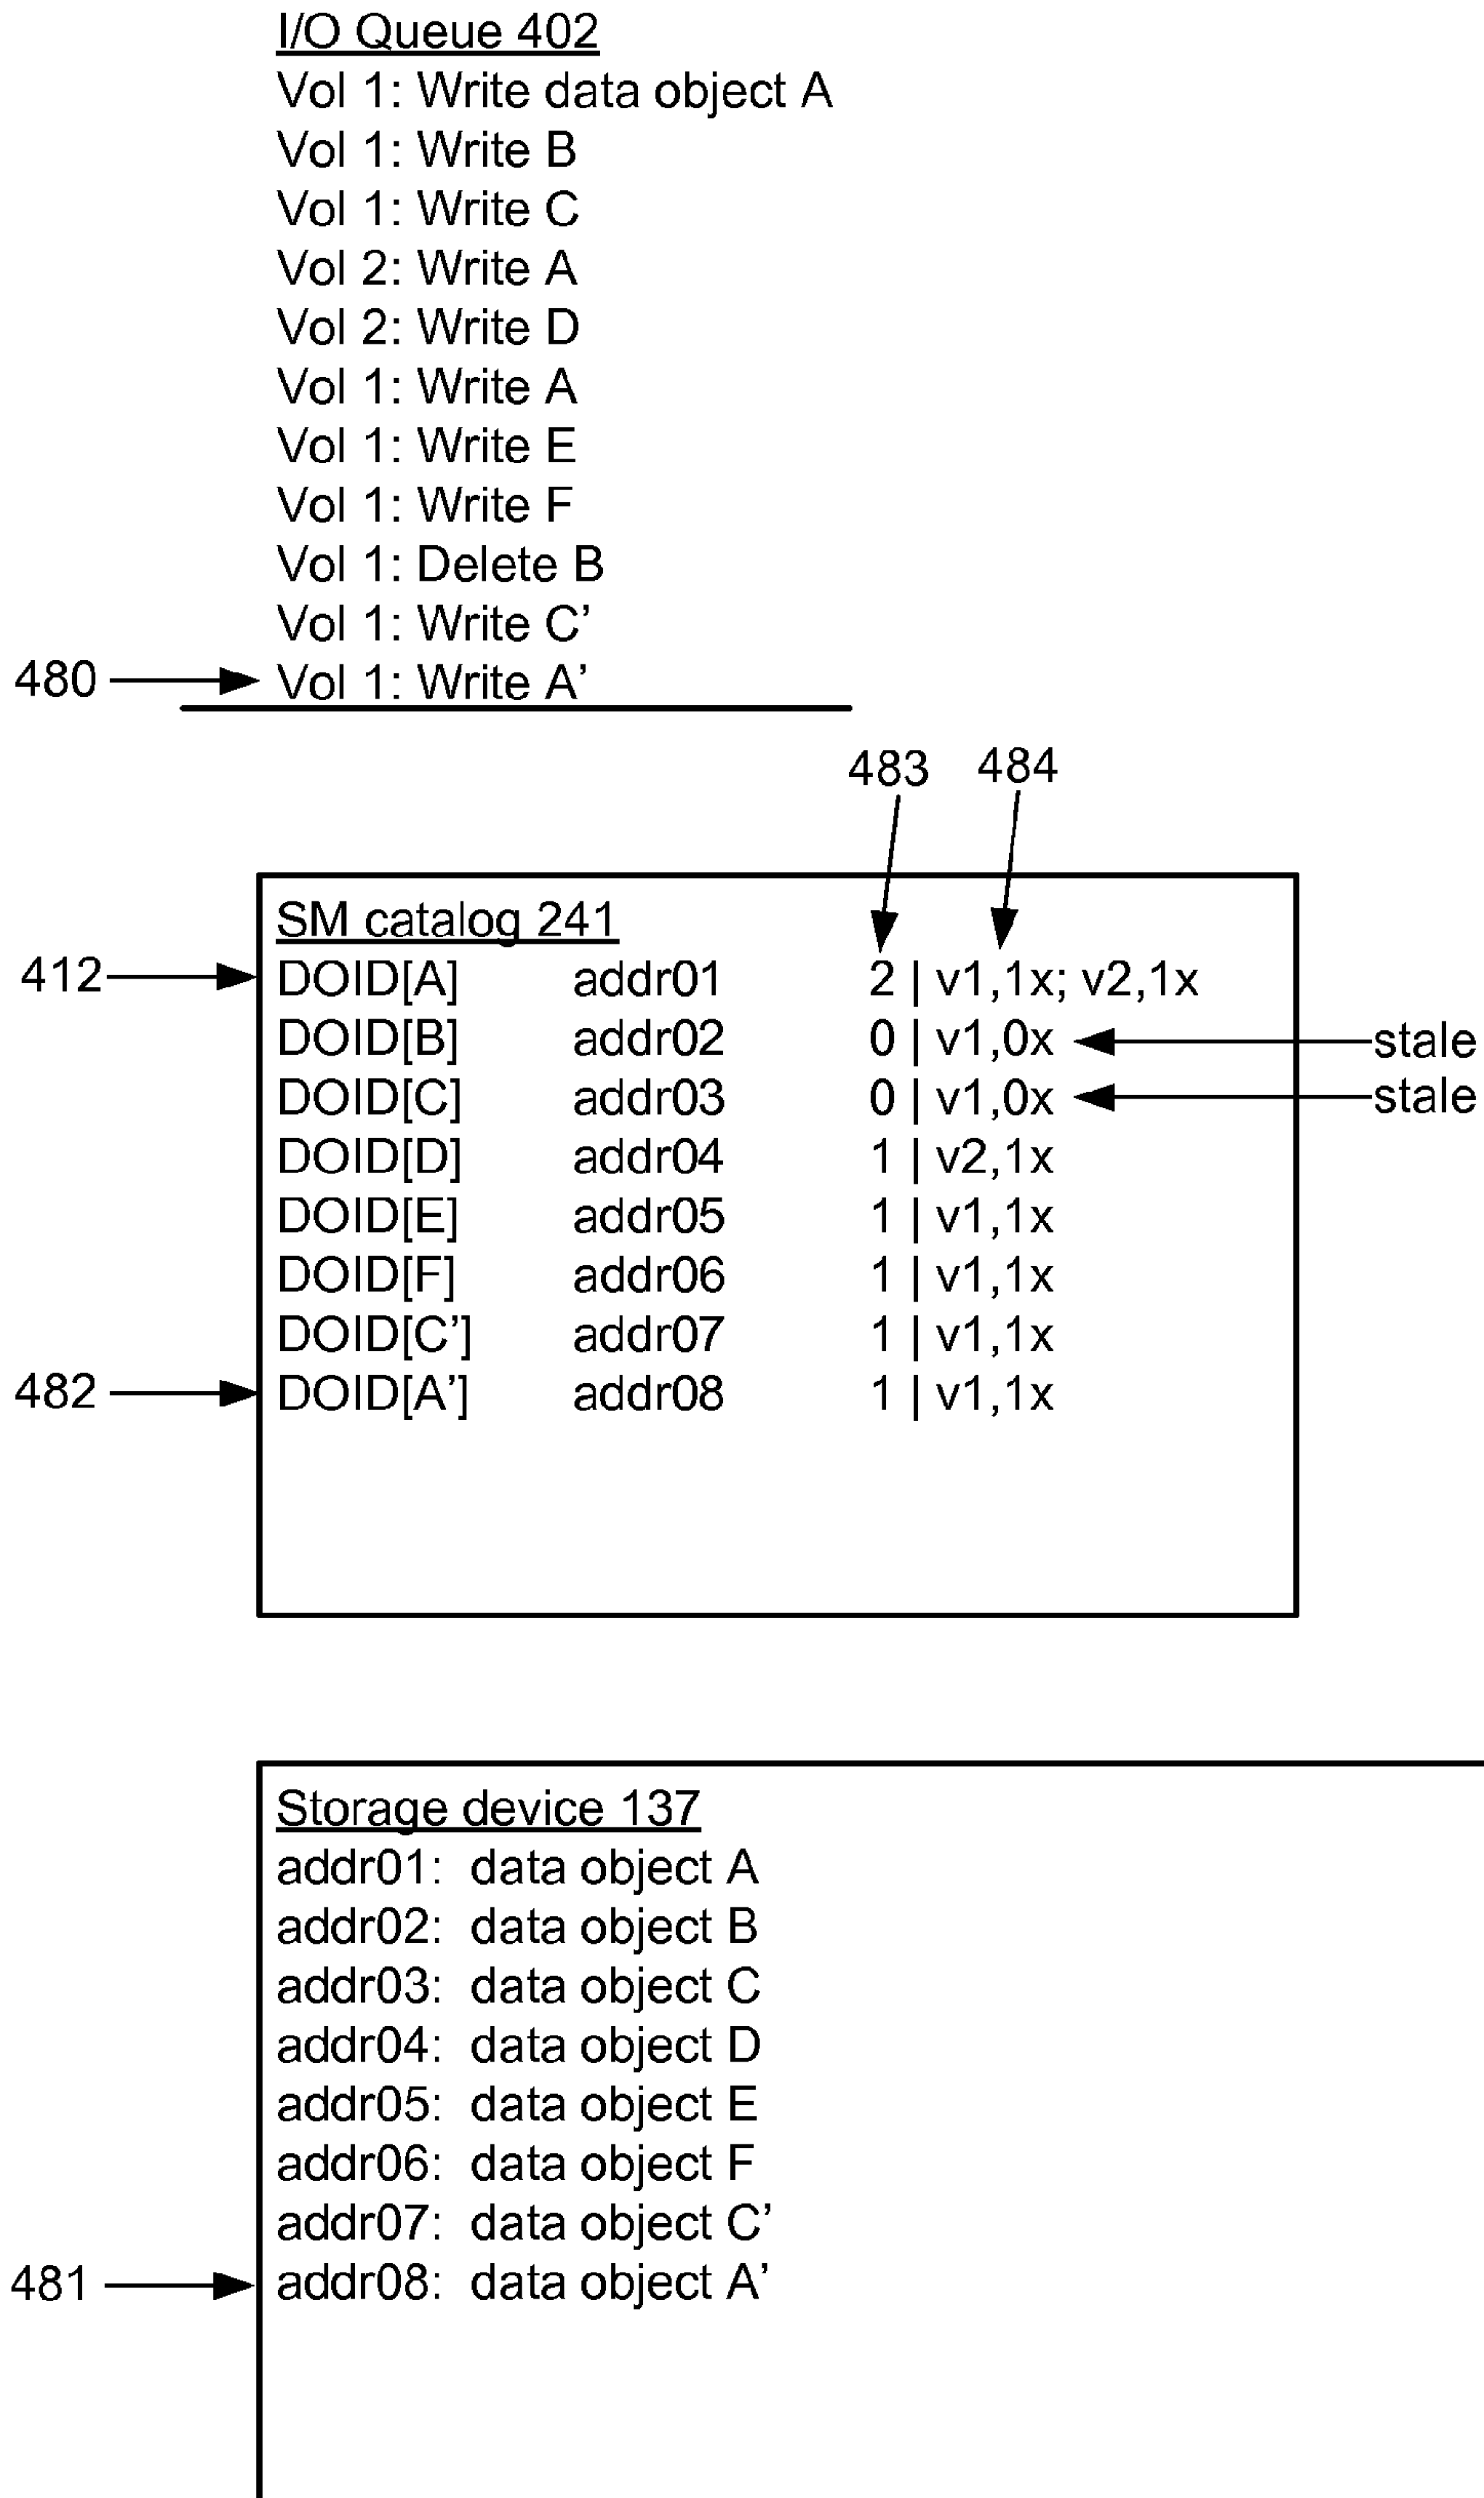 I/O Queue 402
Vol 1: Write data object A
Vol 1: Write B
Vol 1: Write C
Vol 2: Write A
Vol 2: Write D
Vol 1: Write A
Vol 1: Write E
Vol 1: Write F
Vol 1: Delete B
Vol 1: Write C’
480 Vol 1: Write A’
483 484
SM catalog 241
412 DOID[A] addr01 2 | v1,1x; v2,1x
DOID[B] addr02 0 | v1,0x stale
DOID[C] addr03 0 | v1,0x stale
DOID[D] addr04 1 | v2,1x
DOID[E] addr05 1 | v1,1x
DOID[F] addr06 1 | v1,1x
DOID[C’] addr07 1 | v1,1x
482 DOID[A’] addr08 1 | v1,1x
Storage device 137
addr01: data object A
addr02: data object B
addr03: data object C
addr04: data object D
addr05: data object E
addr06: data object F
addr07: data object C’
481 addr08: data object A’